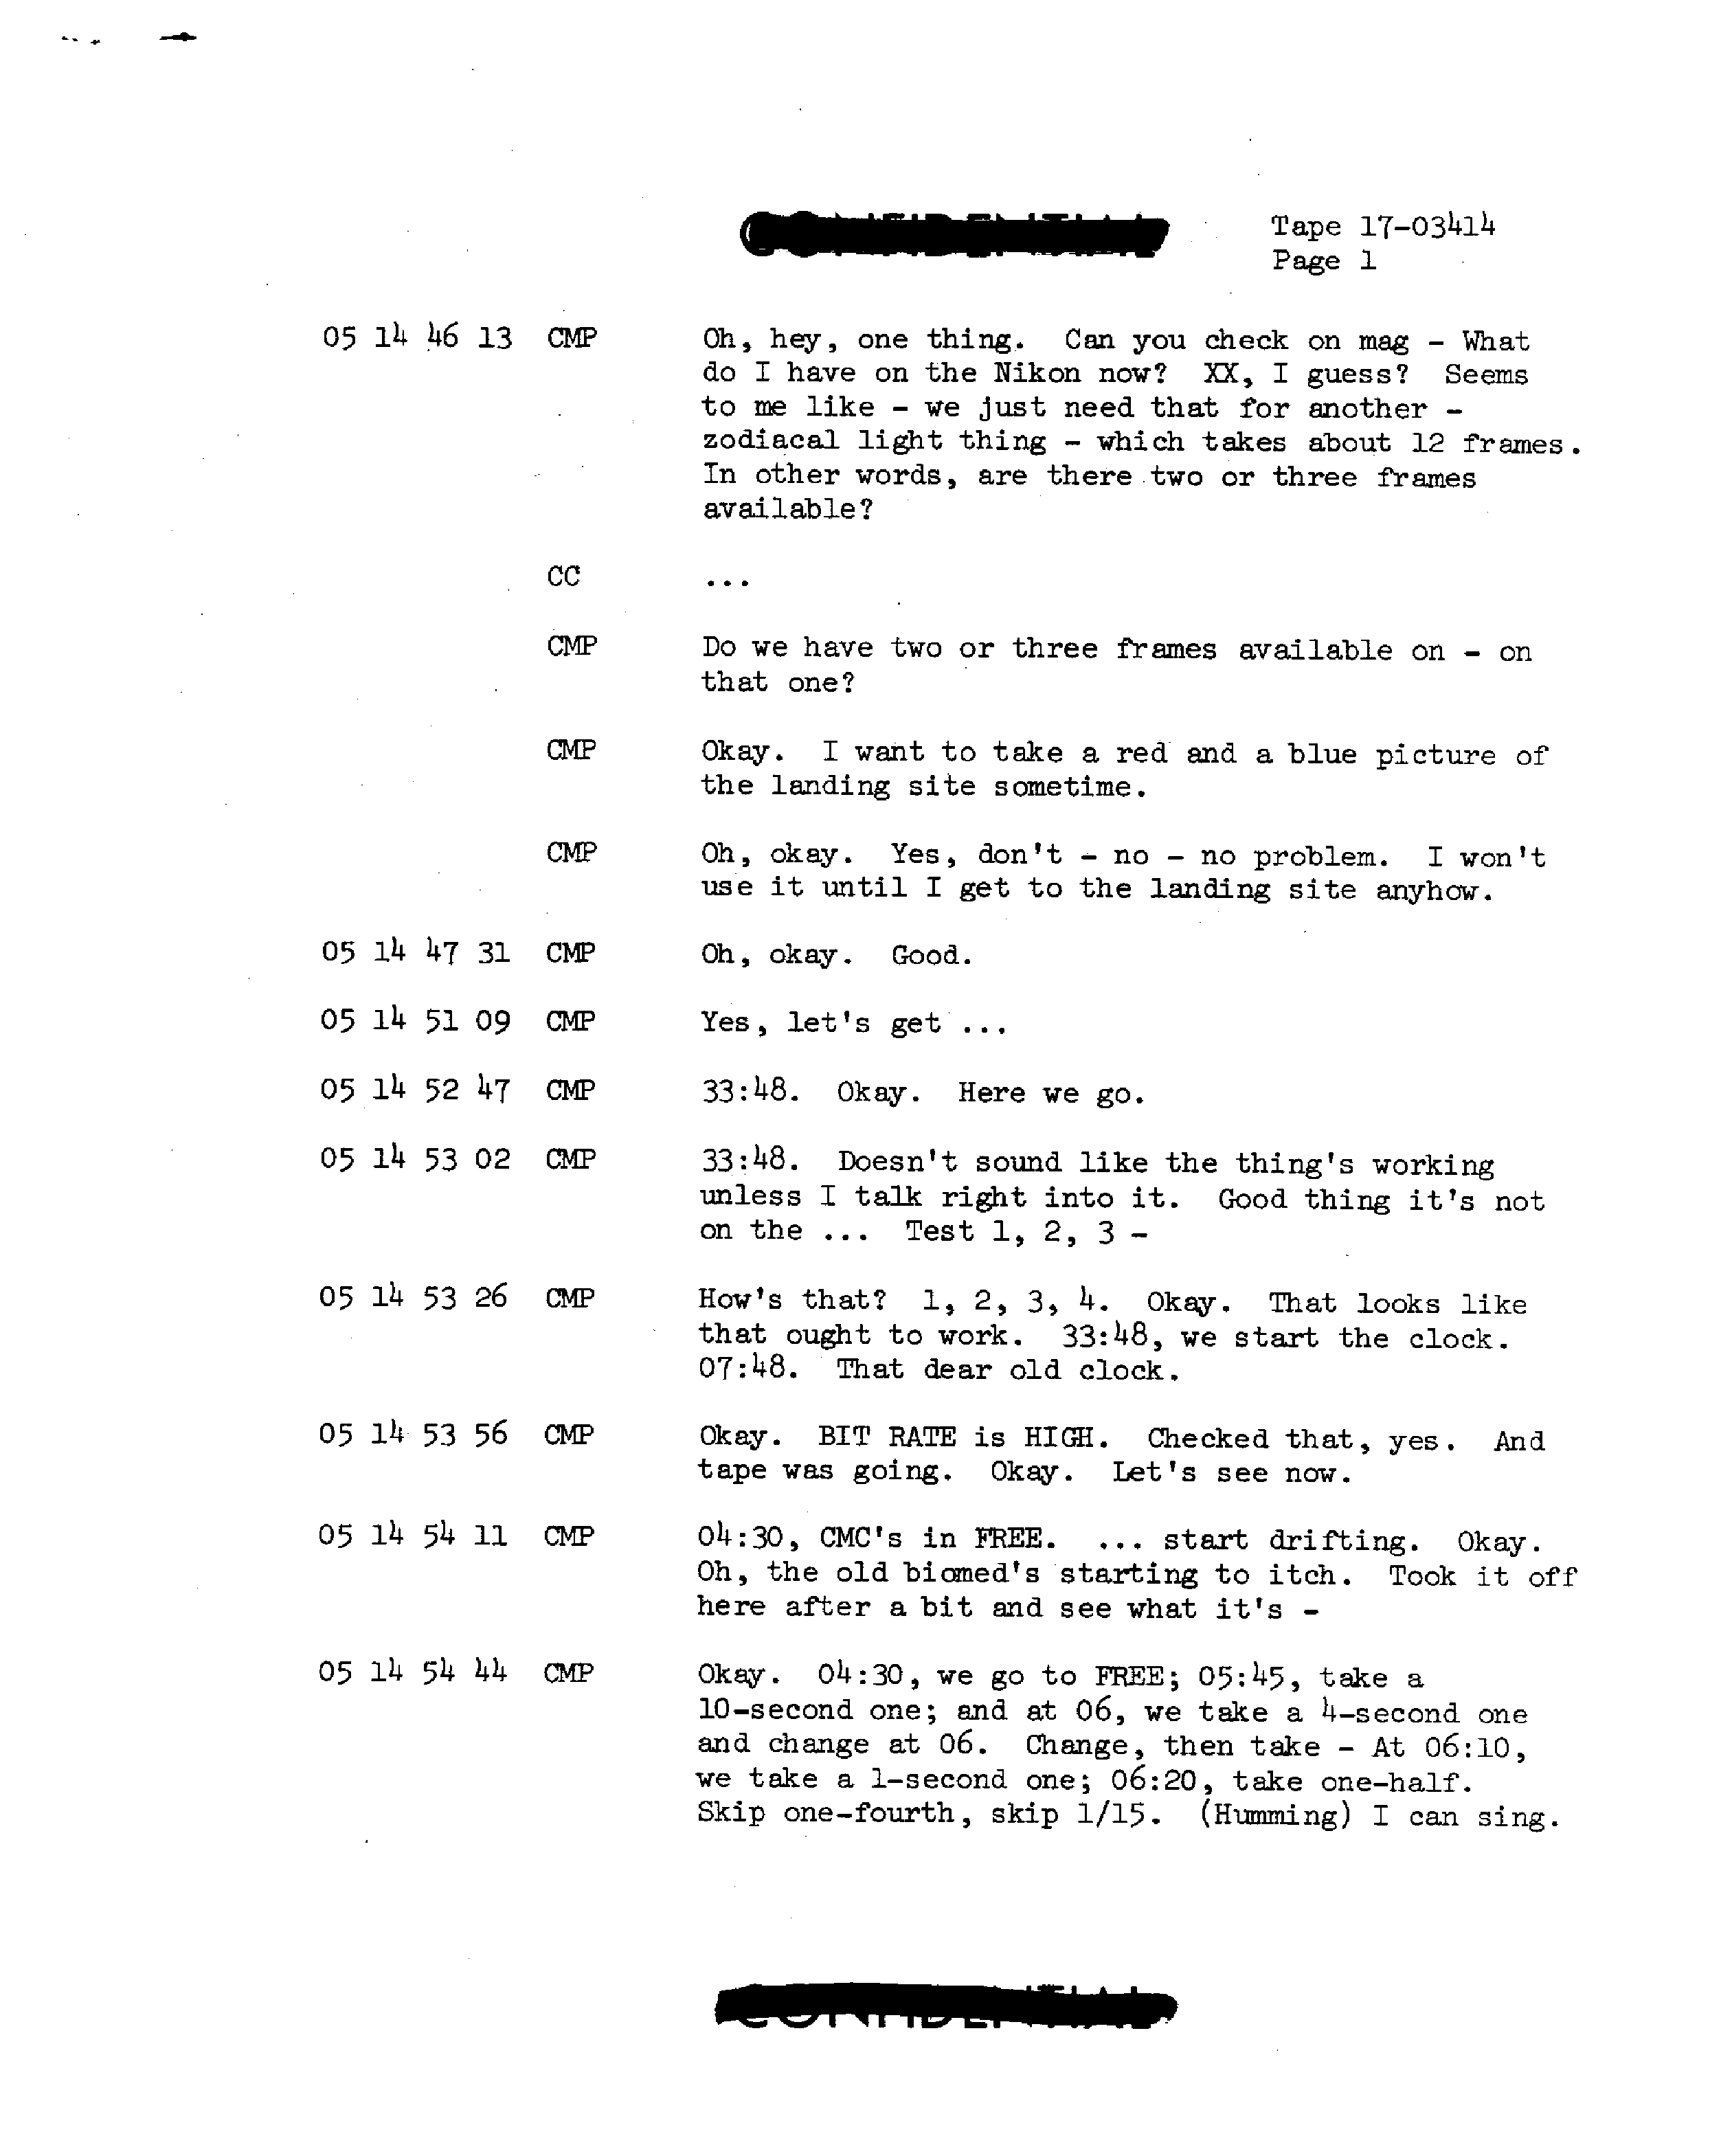 CONFIDENTIAL
Tape 17-03414
Page 1
05 14 46 13 CMP Oh, hey, one thing. Can you check on mag - What
do I have on the Nikon now? XX, I guess? Seems
to me like - we just need that for another -
zodiacal light thing - which takes about 12 frames.
In other words, are there two or three frames
available?
CC ...
CMP Do we have two or three frames available on - on
that one?
CMP Okay. I want to take a red and a blue picture of
the landing site sometime.
CMP Oh, okay. Yes, don't - no - no problem. I won't
use it until I get to the landing site anyhow.
05 14 47 31 CMP Oh, okay. Good.
05 14 51 09 CMP Yes, let's get ...
05 14 52 47 CMP 33:48. Okay. Here we go.
05 14 53 02 CMP 33:48. Doesn't sound like the thing's working
unless I talk right into it. Good thing it's not
on the ... Test 1, 2, 3 -
05 14 53 26 CMP How's that? 1, 2, 3, 4. Okay. That looks like
that ought to work. 33:48, we start the clock.
07:48. That dear old clock.
05 14 53 56 CMP Okay. BIT RATE is HIGH. Checked that, yes. And
tape was going. Okay. Let's see now.
05 14 54 11 CMP 04:30, CMC's in FREE. ... start drifting. Okay.
Oh, the old biomed's starting to itch. Took it off
here after a bit and see what it's -
05 14 54 44 CMP Okay. 04:30, we go to FREE; 05:45, take a
10-second one; and at 06, we take a 4-second one
and change at 06. Change, then take - At 06:10,
we take a 1-second one; 06:20, take one-half.
Skip one-fourth, skip 1/15. (Humming) I can sing.
CONFIDENTIAL